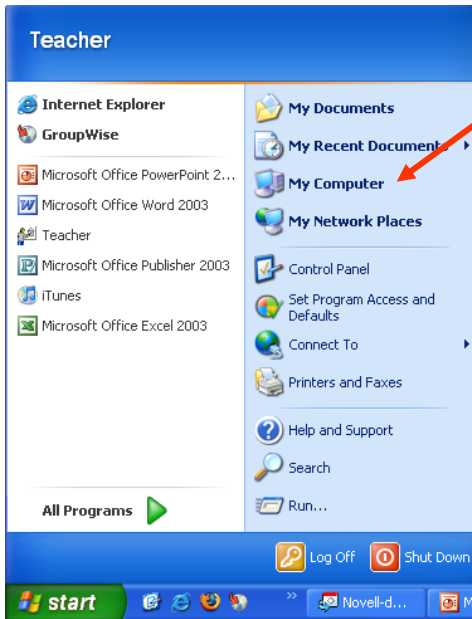 Teacher
Internet Explorer
GroupWise
Microsoft Office PowerPoint 2...
Microsoft Office Word 2003
Teacher
Microsoft Office Publisher 2003
iTunes
Microsoft Office Excel 2003
All Programs
My Documents
My Recent Documents
My Computer
My Network Places
Control Panel
Set Program Access and
Defaults
Connect To
Printers and Faxes
Help and Support
Search
Run...
Log Off
Shut Down
start
Novell-d...
M